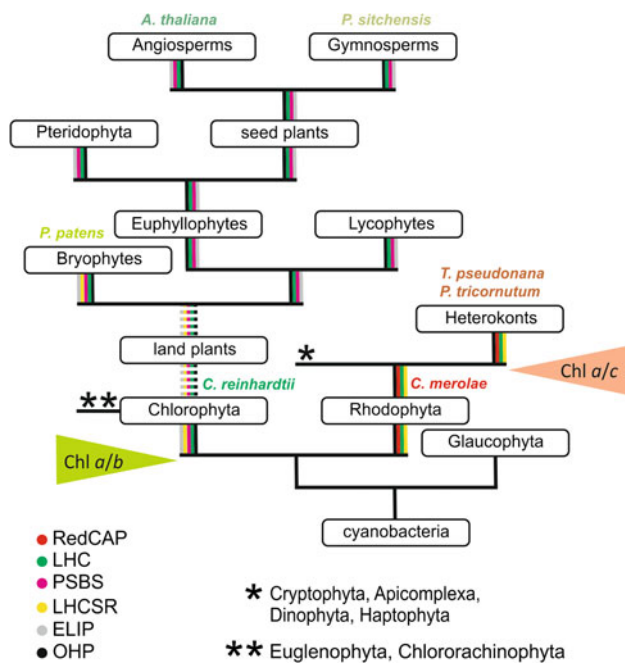 A. thaliana
P. sitchensis
Angiosperms
Gymnosperms
Pteridophyta
seed plants
Euphyllophytes
Lycophytes
P. patens
Bryophytes
T. pseudonana
P. tricornutum
Heterokonts
land plants
*
Chl a/c
C. reinhardtii
C. merolae
**
Chlorophyta
Rhodophyta
Glaucophyta
Chl a/b
cyanobacteria
RedCAP
LHC
PSBS
LHCSR
ELIP
OHP
* Cryptophyta, Apicomplexa,
Dinophyta, Haptophyta
** Euglenophyta, Chlororachinophyta